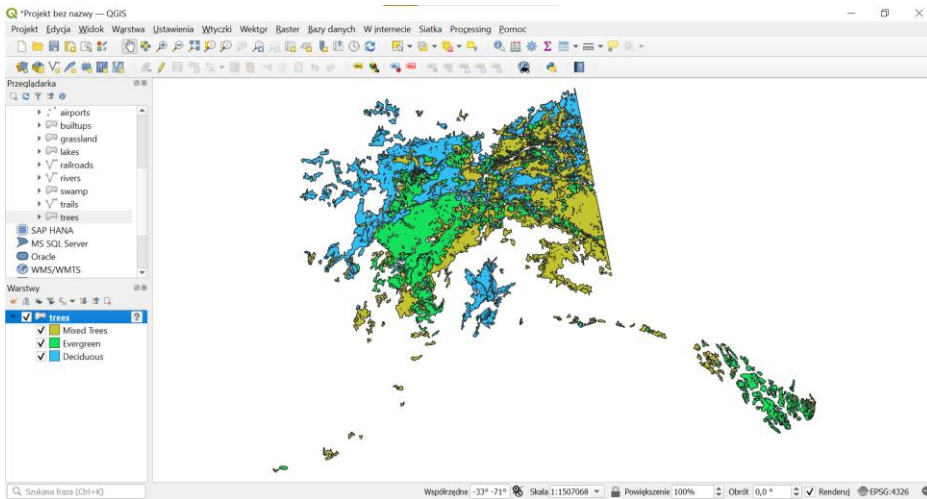 *Projekt bez nazwy — QGIS
Projekt Edycja Widok Warstwa Ustawienia Wtyczki Wektor Raster Bazy danych W internecie Siatka Processing Pomoc
Przeglądarka
airports
builtups
grassland
lakes
railroads
rivers
swamp
trails
trees
SAP HANA
MS SQL Server
Oracle
WMS/WMTS
Warstwy
trees
Mixed Trees
Evergreen
Deciduous
Szukana fraza (Ctrl+K) Współrzędne -33° -71° Skala 1:1507068 Powiększenie 100% Obrót 0,0 ° Renderuj EPSG:4326